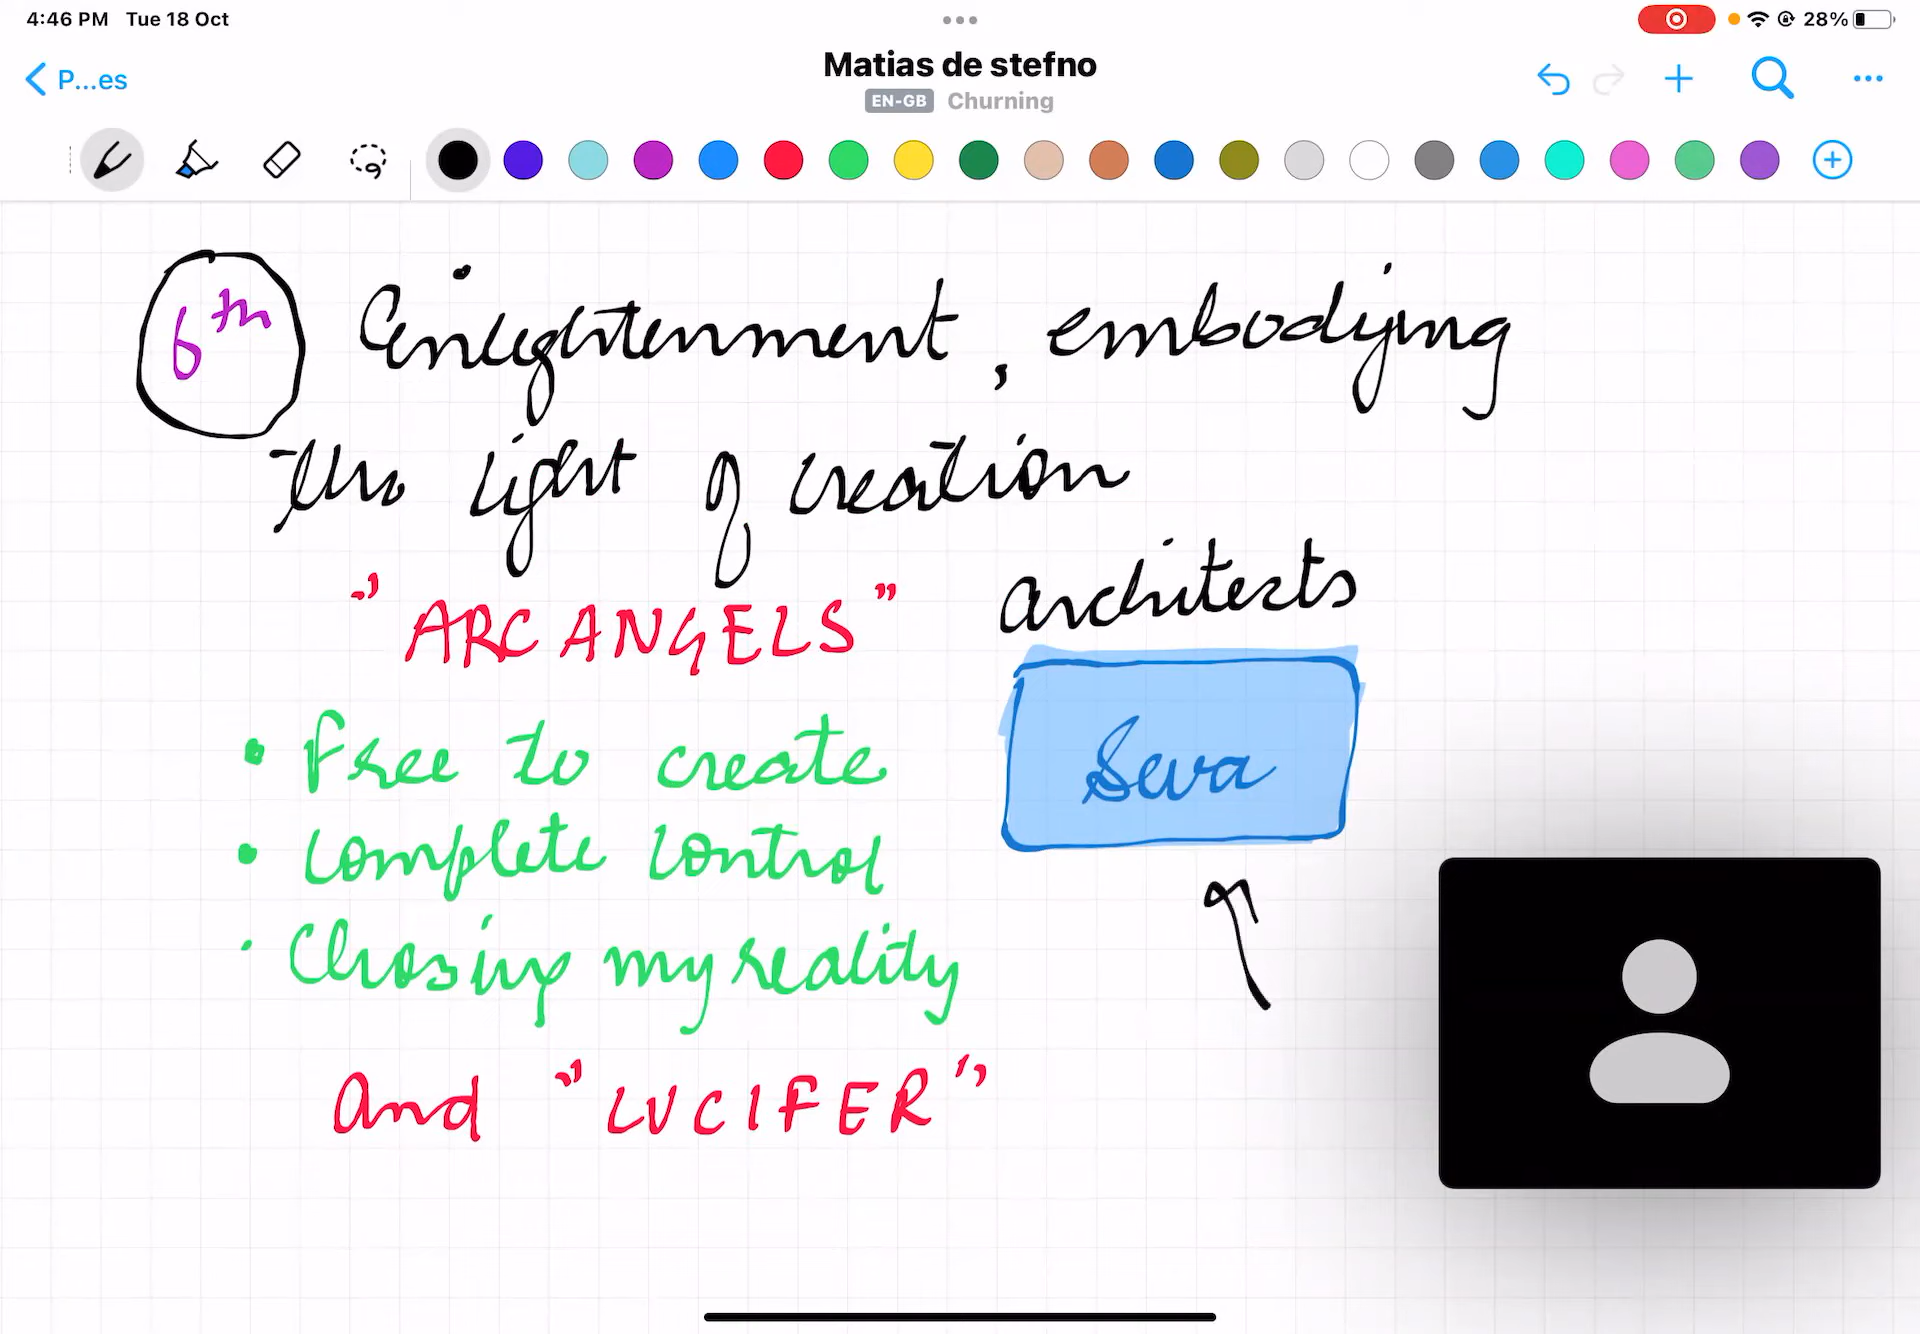 4:46 PM Tue 18 Oct
28%
P...es
Matias de stefno
EN-GB Churning
6th Enlightenment, embodying
the light of creation
architects
"ARC ANGELS"
• free to create
Seva
• Complete control
• Chosing my reality
And "LUCIFER"